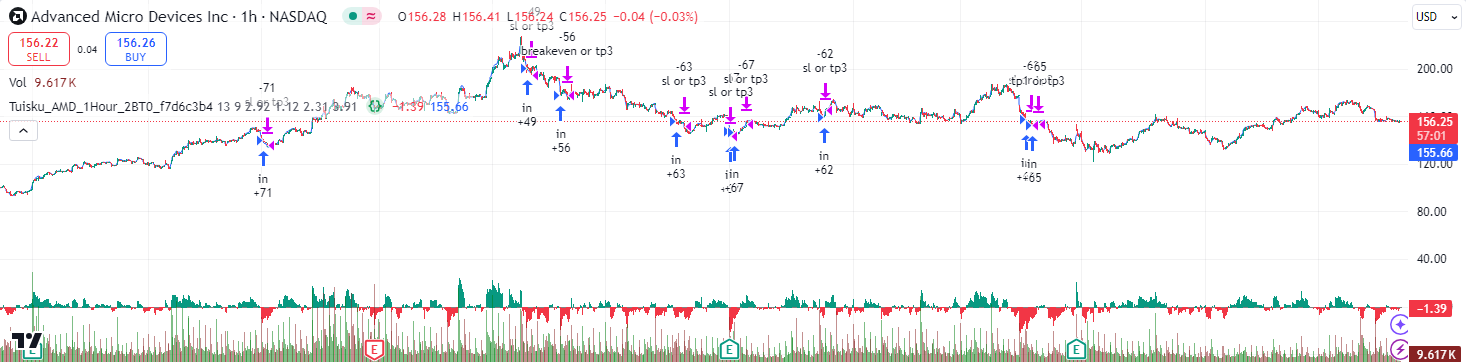 Advanced Micro Devices Inc · 1h · NASDAQ
O156.28 H156.41 L156.24 C156.25 −0.04 (−0.03%)
USD
156.22
SELL
0.04
156.26
BUY
Vol 9.617K
Tuisku_AMD_1Hour_2BT0_f7d6c3b4 13 9 2.92 1.12 2.31 3.91
−1.39 155.66
-49
sl or tp3
-56
breakeven or tp3
-71
sl or tp3
-63
sl or tp3
-67
sl or tp3
sl or tp3
-62
sl or tp3
in
+71
in
+49
in
+56
in
+63
in
+67
in
+62
in
+65
200.00
156.25
57:01
155.66
120.00
80.00
40.00
−1.39
9.617K
E
E
E